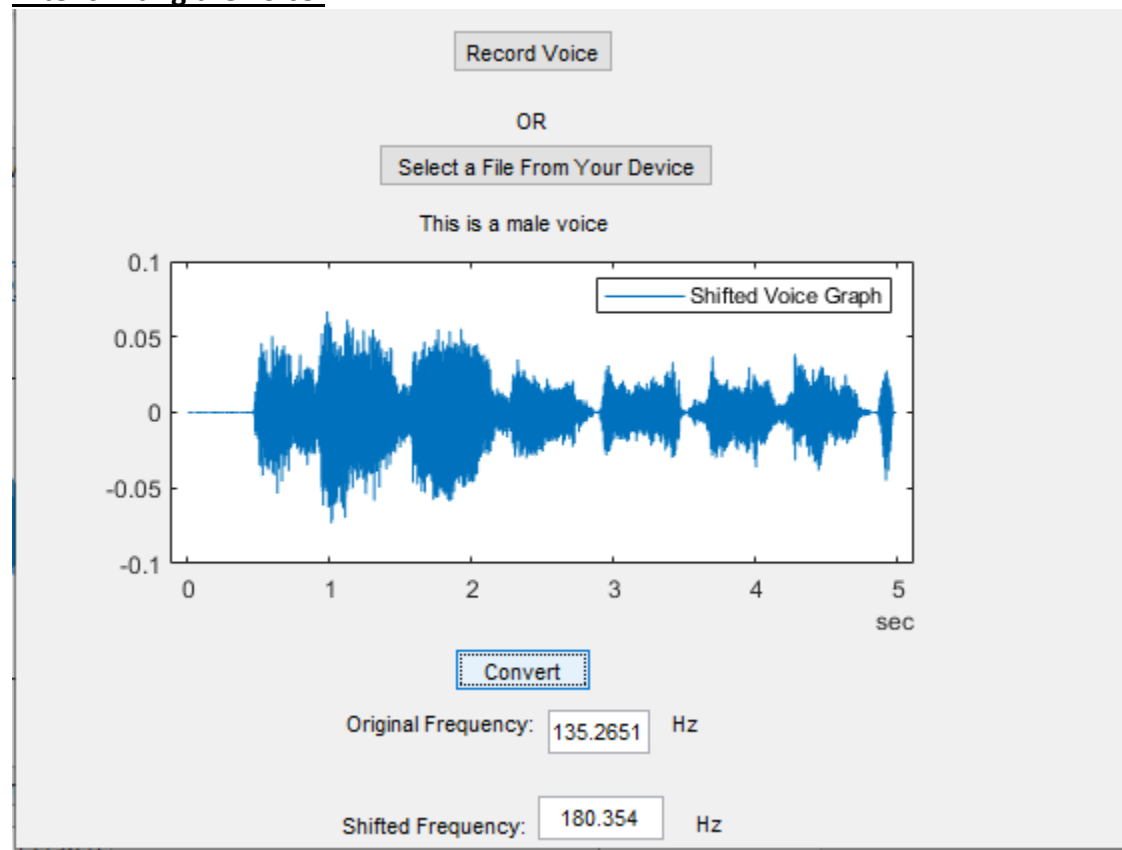 Record Voice
OR
Select a File From Your Device
This is a male voice
0.1
Shifted Voice Graph
0.05
0
-0.05
-0.1
0 1 2 3 4 5
sec
Convert
Original Frequency: 135.2651 Hz
Shifted Frequency: 180.354 Hz